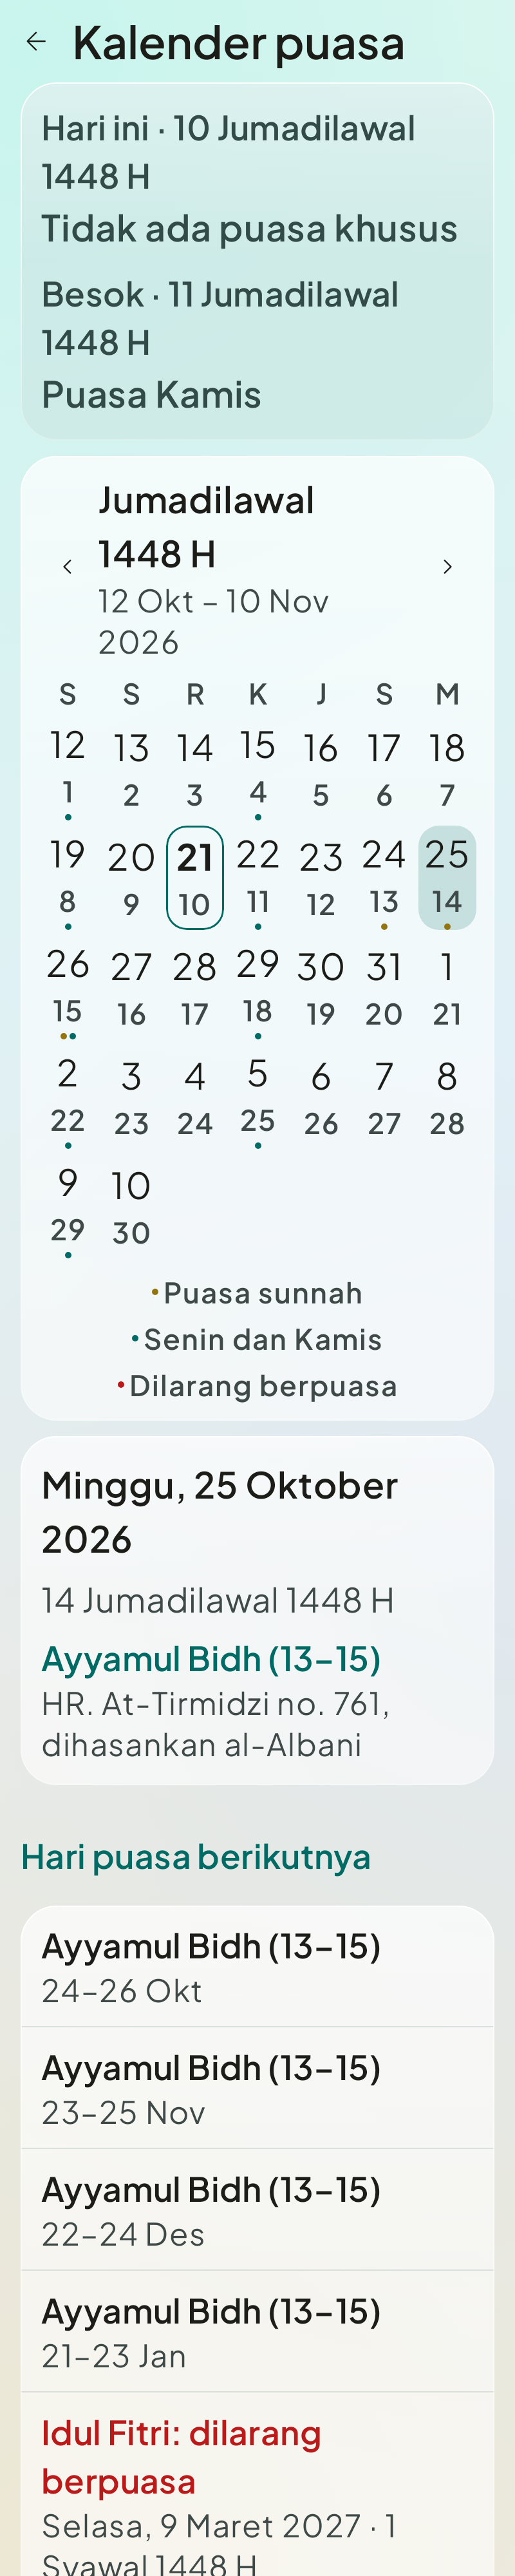 Kalender puasa
Hari ini · 10 Jumadilawal
1448 H
Tidak ada puasa khusus
Besok · 11 Jumadilawal
1448 H
Puasa Kamis
Jumadilawal
1448 H
12 Okt – 10 Nov
2026
S S R K J S M
12 13 14 15 16 17 18
1 2 3 4 5 6 7
19 20 21 22 23 24 25
8 9 10 11 12 13 14
26 27 28 29 30 31 1
15 16 17 18 19 20 21
2 3 4 5 6 7 8
22 23 24 25 26 27 28
9 10
29 30
Puasa sunnah
Senin dan Kamis
Dilarang berpuasa
Minggu, 25 Oktober
2026
14 Jumadilawal 1448 H
Ayyamul Bidh (13–15)
HR. At-Tirmidzi no. 761,
dihasankan al-Albani
Hari puasa berikutnya
Ayyamul Bidh (13–15)
24–26 Okt
Ayyamul Bidh (13–15)
23–25 Nov
Ayyamul Bidh (13–15)
22–24 Des
Ayyamul Bidh (13–15)
21–23 Jan
Idul Fitri: dilarang
berpuasa
Selasa, 9 Maret 2027 · 1
Syawal 1448 H